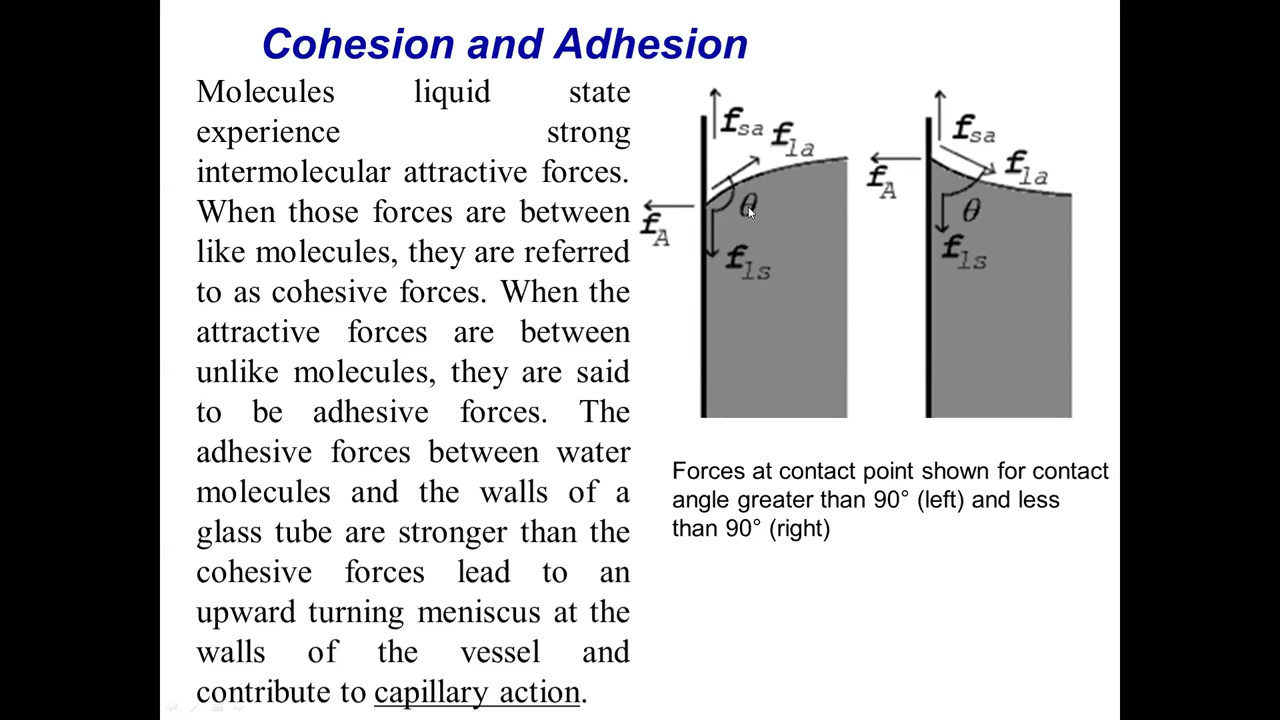 Cohesion and Adhesion
Molecules liquid state
experience strong
intermolecular attractive forces.
When those forces are between
like molecules, they are referred
to as cohesive forces. When the
attractive forces are between
unlike molecules, they are said
to be adhesive forces. The
adhesive forces between water
molecules and the walls of a
glass tube are stronger than the
cohesive forces lead to an
upward turning meniscus at the
walls of the vessel and
contribute to capillary action.
fsa
fla
θ
fA
fls
fsa
fla
fA
θ
fls
Forces at contact point shown for contact
angle greater than 90° (left) and less
than 90° (right)